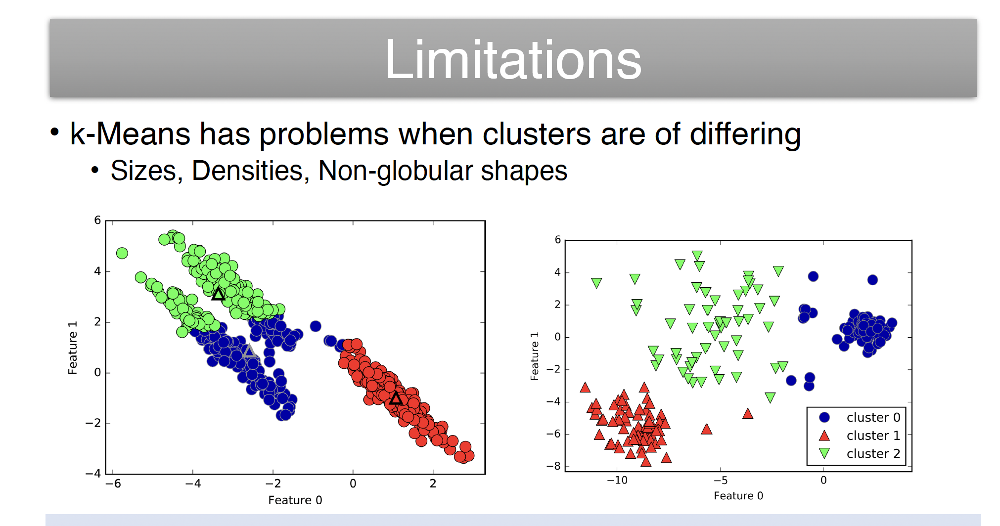 Limitations
• k-Means has problems when clusters are of differing
• Sizes, Densities, Non-globular shapes
6
4
2
0
−2
−4
−6 −4 −2 0 2
Feature 0
Feature 1
6
4
2
0
−2
−4
−6
−8
−10 −5 0
Feature 0
Feature 1
cluster 0
cluster 1
cluster 2